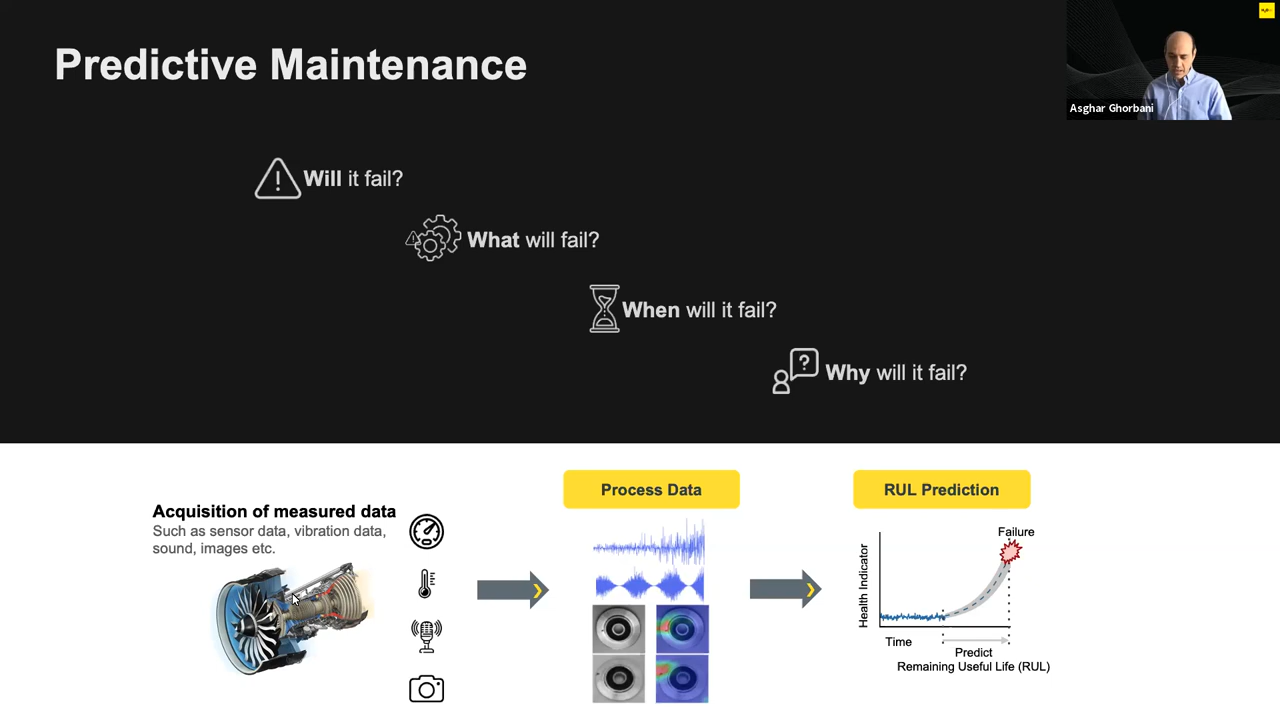 Predictive Maintenance
Asghar Ghorbani
Will it fail?
What will fail?
When will it fail?
Why will it fail?
Acquisition of measured data
Such as sensor data, vibration data,
sound, images etc.
Process Data
RUL Prediction
Failure
Health Indicator
Time
Predict
Remaining Useful Life (RUL)